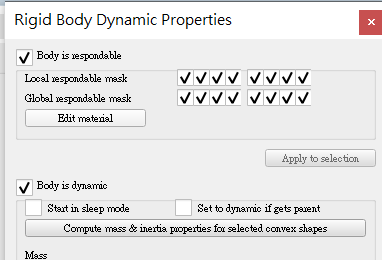 Rigid Body Dynamic Properties
Body is respondable
Local respondable mask
Global respondable mask
Edit material
Apply to selection
Body is dynamic
Start in sleep mode Set to dynamic if gets parent
Compute mass & inertia properties for selected convex shapes
Mass